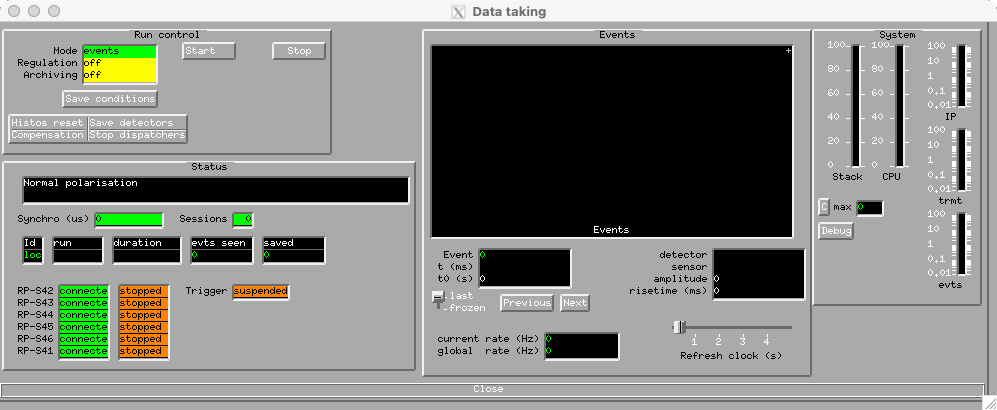 Data taking
Run control
Mode events
Regulation off
Archiving off
Start
Stop
Save conditions
Histos reset Save detectors
Compensation Stop dispatchers
Status
Normal polarisation
Synchro (us) 0
Sessions 0
Id run duration evts seen saved
loc 0 0
RP-S42 connecte stopped
RP-S43 connecte stopped
RP-S44 connecte stopped
RP-S45 connecte stopped
RP-S46 connecte stopped
RP-S41 connecte stopped
Trigger suspended
Events
+
Events
Event 0
t (ms)
t0 (s) 0
last
frozen
Previous
Next
detector
sensor
amplitude 0
risetime (ms) 0
current rate (Hz) 0
global rate (Hz) 0
1 2 3 4
Refresh clock (s)
System
100 100
80 80
60 60
40 40
20 20
0 0
Stack CPU
C max 0
Debug
100
10
1
0.1
0.01
IP
100
10
1
0.1
0.01
trmt
100
10
1
0.1
0.01
evts
Close